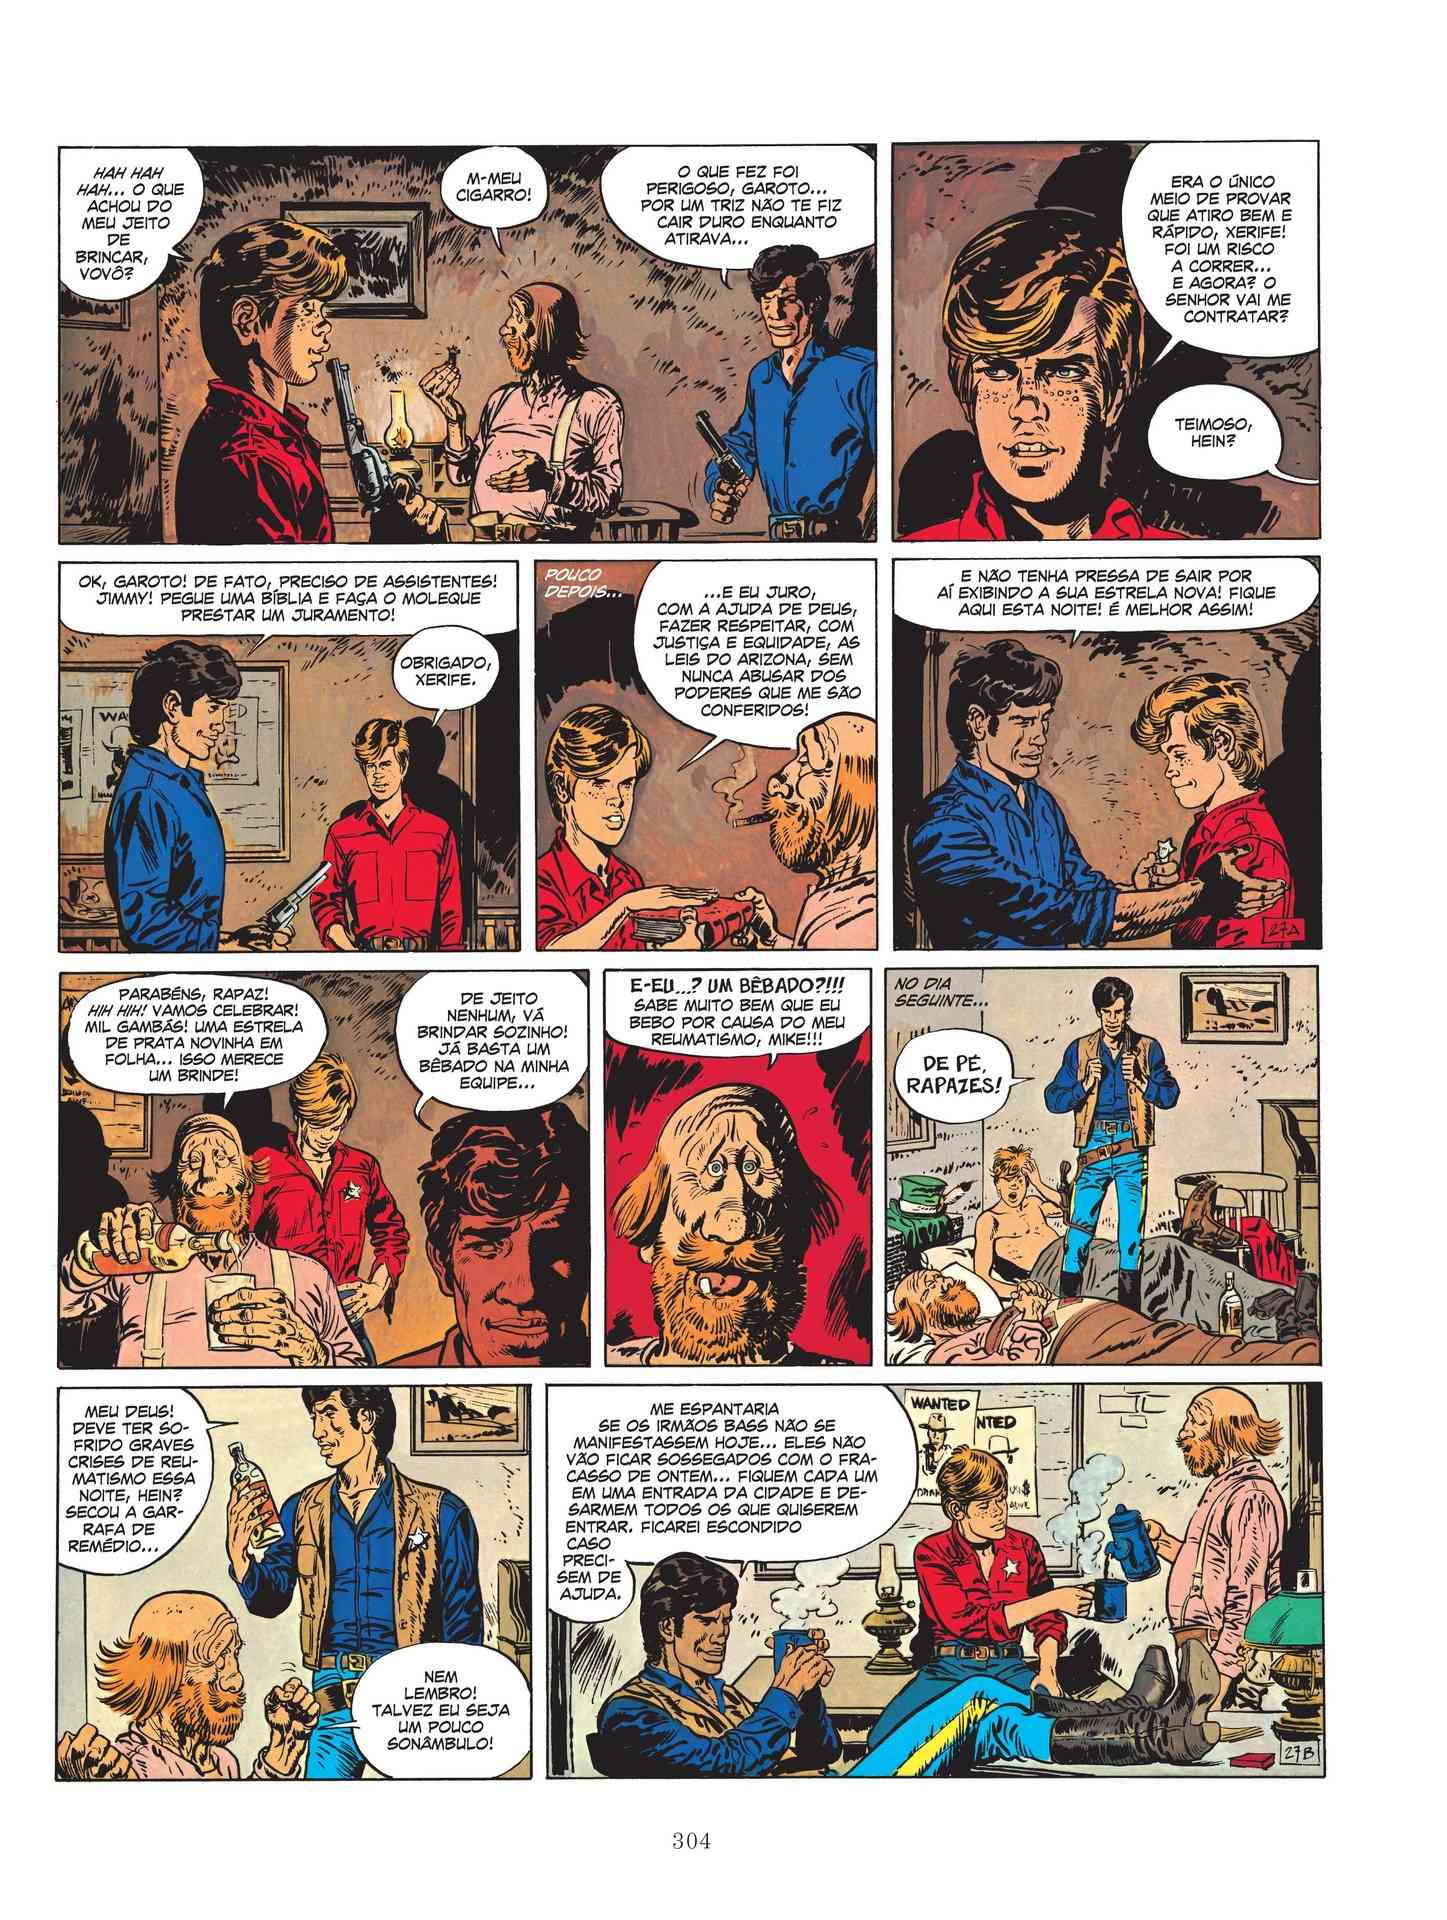 HAH HAH
HAH... O QUE
ACHOU DO
MEU JEITO
DE
BRINCAR,
VOVÔ?
M-MEU
CIGARRO!
O QUE FEZ FOI
PERIGOSO, GAROTO...
POR UM TRIZ NÃO TE FIZ
CAIR DURO ENQUANTO
ATIRAVA...
ERA O ÚNICO
MEIO DE PROVAR
QUE ATIRO BEM E
RÁPIDO, XERIFE!
FOI UM RISCO
A CORRER...
E AGORA? O
SENHOR VAI ME
CONTRATAR?
TEIMOSO,
HEIN?
OK, GAROTO! DE FATO, PRECISO DE ASSISTENTES!
JIMMY! PEGUE UMA BÍBLIA E FAÇA O MOLEQUE
PRESTAR UM JURAMENTO!
OBRIGADO,
XERIFE.
POUCO
DEPOIS...
...E EU JURO,
COM A AJUDA DE DEUS,
FAZER RESPEITAR, COM
JUSTIÇA E EQUIDADE, AS
LEIS DO ARIZONA, SEM
NUNCA ABUSAR DOS
PODERES QUE ME SÃO
CONFERIDOS!
E NÃO TENHA PRESSA DE SAIR POR
AÍ EXIBINDO A SUA ESTRELA NOVA! FIQUE
AQUI ESTA NOITE! É MELHOR ASSIM!
27A
PARABÉNS, RAPAZ!
HIH HIH! VAMOS CELEBRAR!
MIL GAMBÁS! UMA ESTRELA
DE PRATA NOVINHA EM
FOLHA... ISSO MERECE
UM BRINDE!
DE JEITO
NENHUM, VÁ
BRINDAR SOZINHO!
JÁ BASTA UM
BÊBADO NA MINHA
EQUIPE...
E-EU...? UM BÊBADO?!!!
SABE MUITO BEM QUE EU
BEBO POR CAUSA DO MEU
REUMATISMO, MIKE!!!
NO DIA
SEGUINTE...
DE PÉ,
RAPAZES!
MEU DEUS!
DEVE TER SO-
FRIDO GRAVES
CRISES DE REU-
MATISMO ESSA
NOITE, HEIN?
SECOU A GAR-
RAFA DE
REMÉDIO...
NEM
LEMBRO!
TALVEZ EU SEJA
UM POUCO
SONÂMBULO!
ME ESPANTARIA
SE OS IRMÃOS BASS NÃO SE
MANIFESTASSEM HOJE... ELES NÃO
VÃO FICAR SOSSEGADOS COM O FRA-
CASSO DE ONTEM... FIQUEM CADA UM
EM UMA ENTRADA DA CIDADE E DE-
SARMEM TODOS OS QUE QUISEREM
ENTRAR. FICAREI ESCONDIDO
CASO
PRECI-
SEM DE
AJUDA.
WANTED
NTED
27B
304